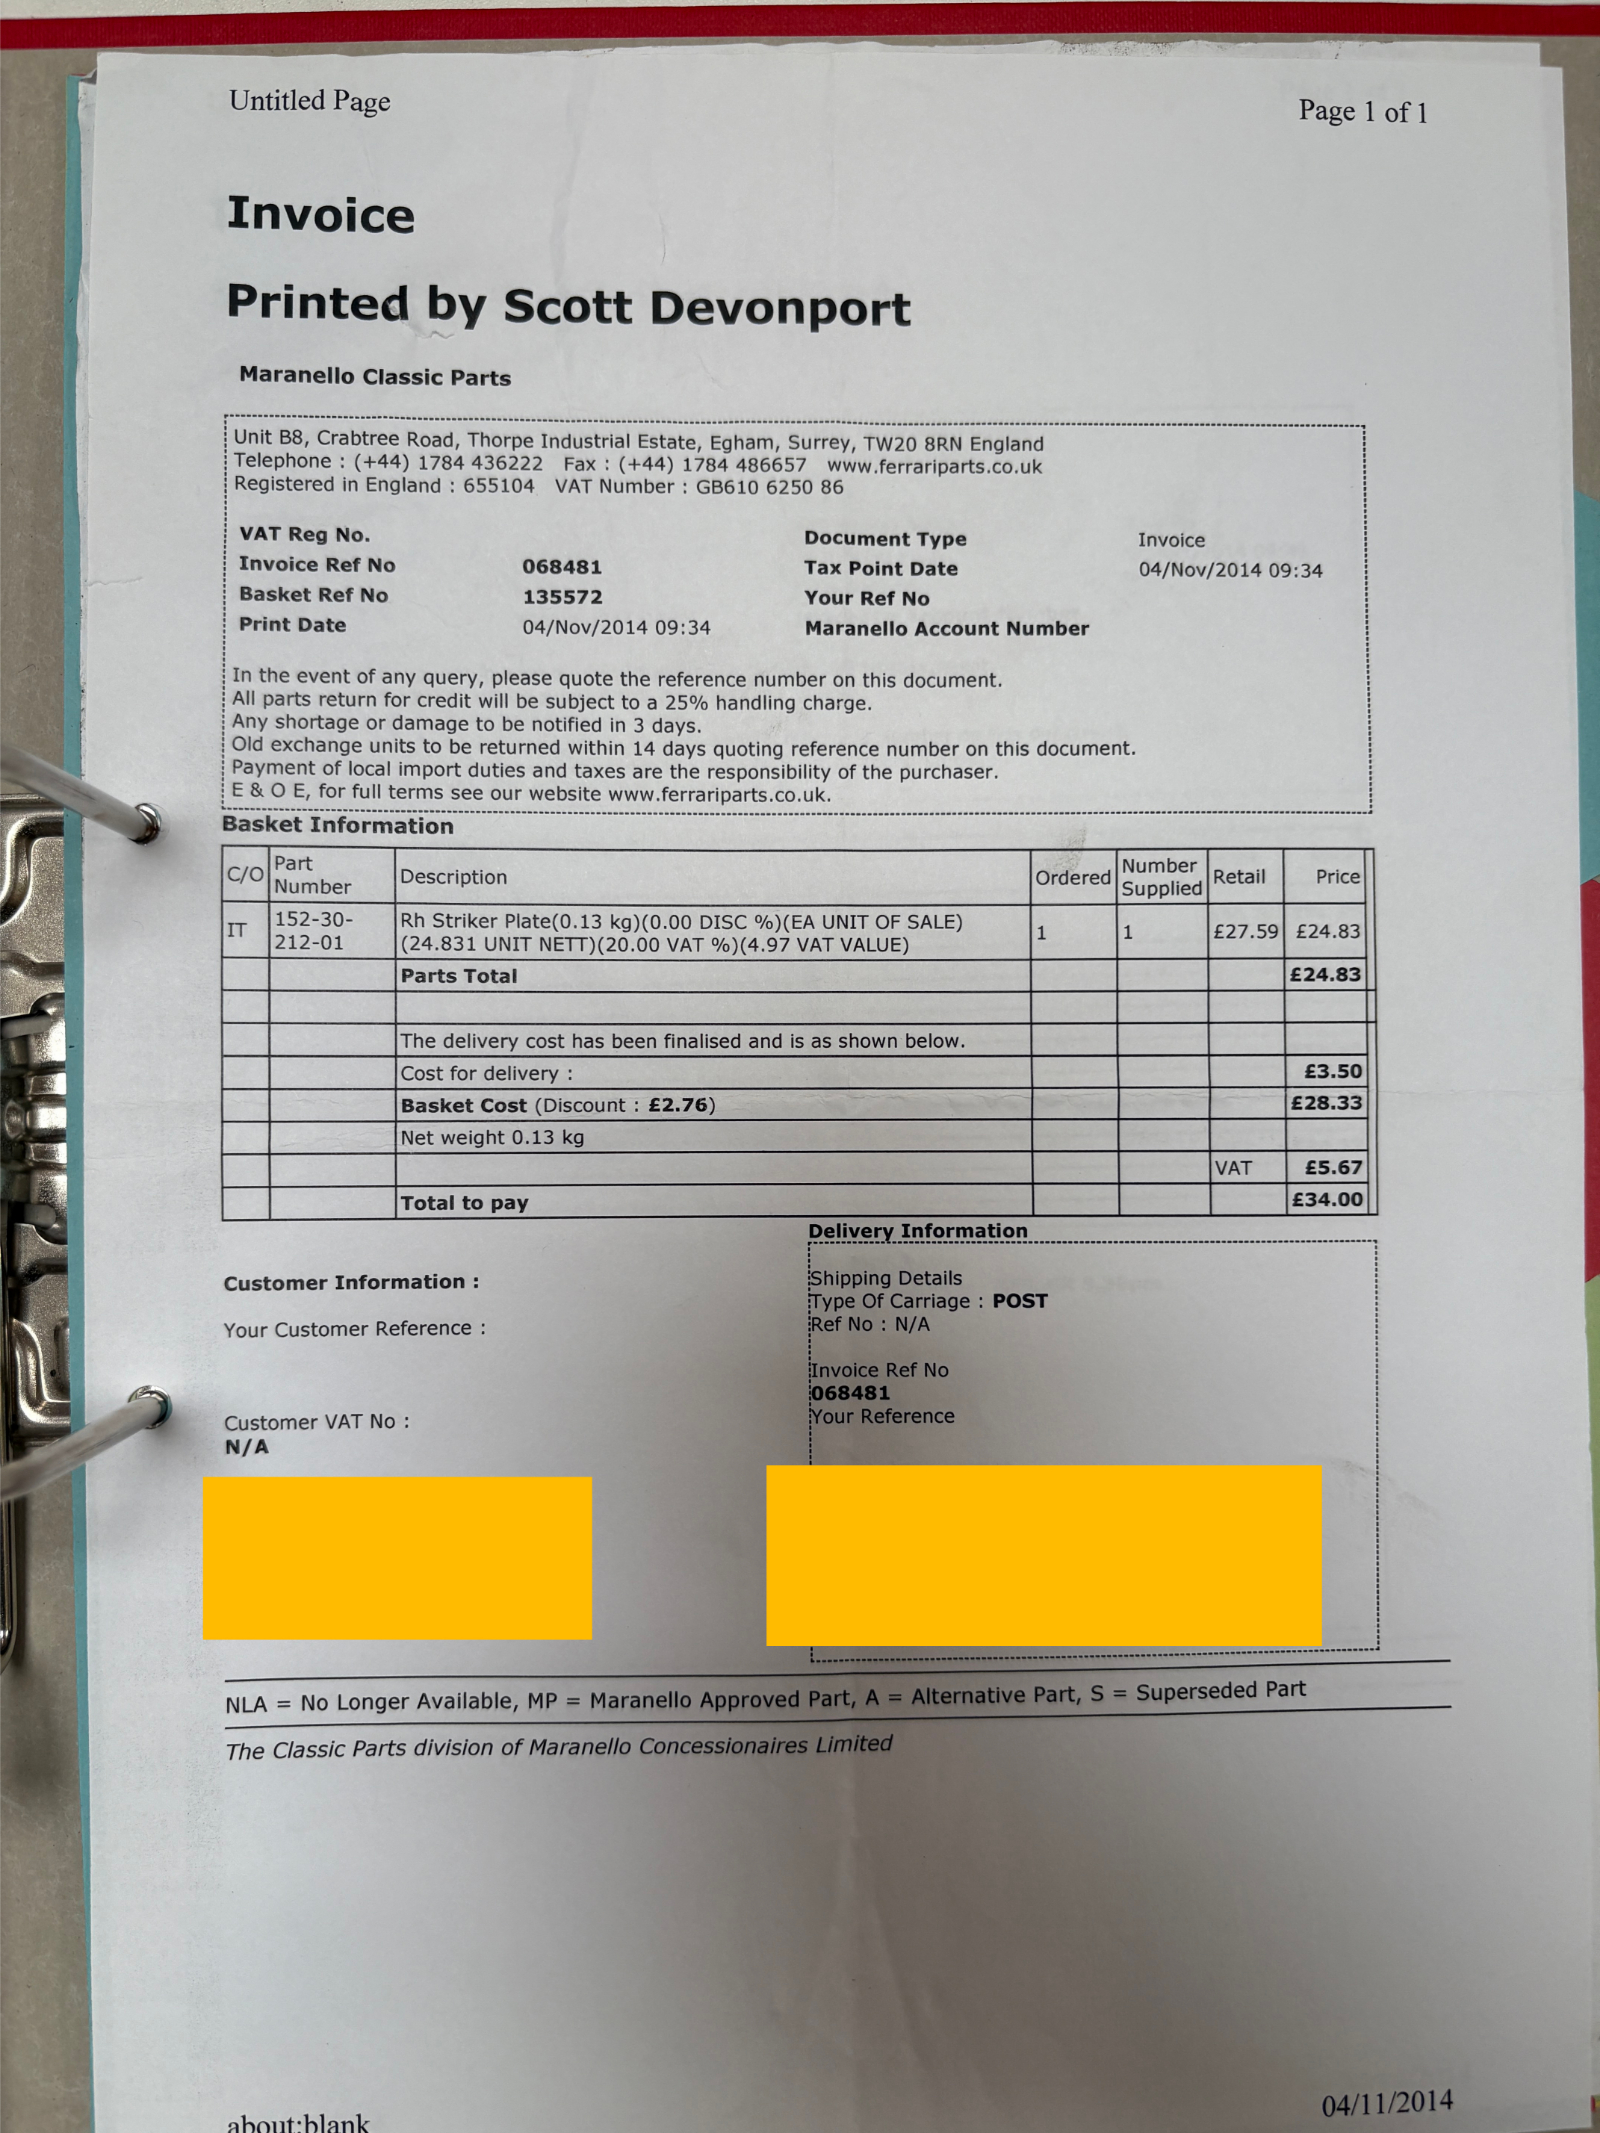 Untitled Page
Page 1 of 1
Invoice
Printed by Scott Devonport
Maranello Classic Parts
Unit B8, Crabtree Road, Thorpe Industrial Estate, Egham, Surrey, TW20 8RN England
Telephone : (+44) 1784 436222 Fax : (+44) 1784 486657 www.ferrariparts.co.uk
Registered in England : 655104 VAT Number : GB610 6250 86
VAT Reg No. Document Type Invoice
Invoice Ref No 068481 Tax Point Date 04/Nov/2014 09:34
Basket Ref No 135572 Your Ref No
Print Date 04/Nov/2014 09:34 Maranello Account Number
In the event of any query, please quote the reference number on this document.
All parts return for credit will be subject to a 25% handling charge.
Any shortage or damage to be notified in 3 days.
Old exchange units to be returned within 14 days quoting reference number on this document.
Payment of local import duties and taxes are the responsibility of the purchaser.
E & O E, for full terms see our website www.ferrariparts.co.uk.
Basket Information
C/O Part Number Description Ordered Number Supplied Retail Price
IT 152-30-212-01 Rh Striker Plate(0.13 kg)(0.00 DISC %)(EA UNIT OF SALE) 1 1 £27.59 £24.83
(24.831 UNIT NETT)(20.00 VAT %)(4.97 VAT VALUE)
Parts Total £24.83
The delivery cost has been finalised and is as shown below.
Cost for delivery : £3.50
Basket Cost (Discount : £2.76) £28.33
Net weight 0.13 kg
VAT £5.67
Total to pay £34.00
Delivery Information
Customer Information :
Your Customer Reference :
Customer VAT No :
N/A
Shipping Details
Type Of Carriage : POST
Ref No : N/A
Invoice Ref No
068481
Your Reference
NLA = No Longer Available, MP = Maranello Approved Part, A = Alternative Part, S = Superseded Part
The Classic Parts division of Maranello Concessionaires Limited
about:blank
04/11/2014